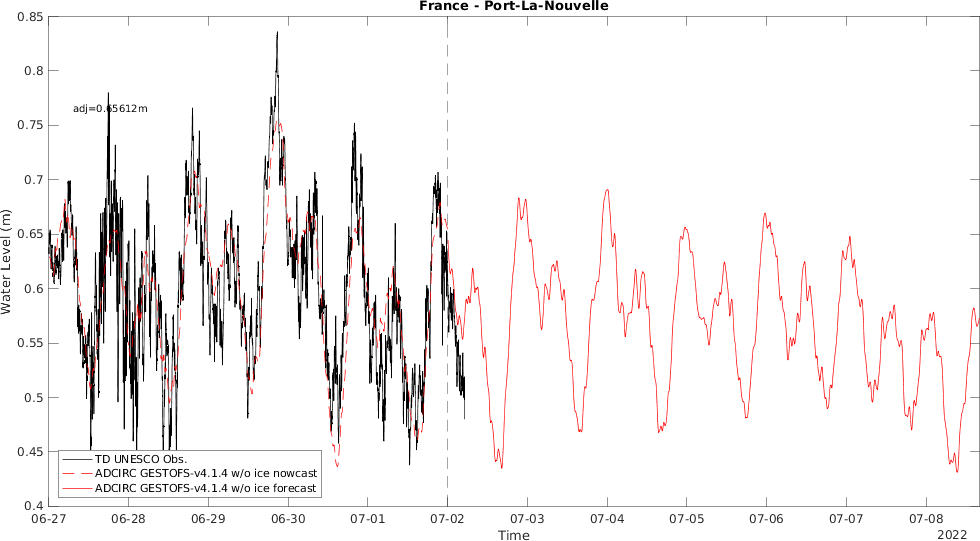 France - Port-La-Nouvelle
0.85
0.8
adj=0.65612m
0.75
0.7
0.65
0.6
0.55
0.5
0.45
0.4
Water Level (m)
TD UNESCO Obs.
ADCIRC GESTOFS-v4.1.4 w/o ice nowcast
ADCIRC GESTOFS-v4.1.4 w/o ice forecast
06-27 06-28 06-29 06-30 07-01 07-02 07-03 07-04 07-05 07-06 07-07 07-08
Time
2022